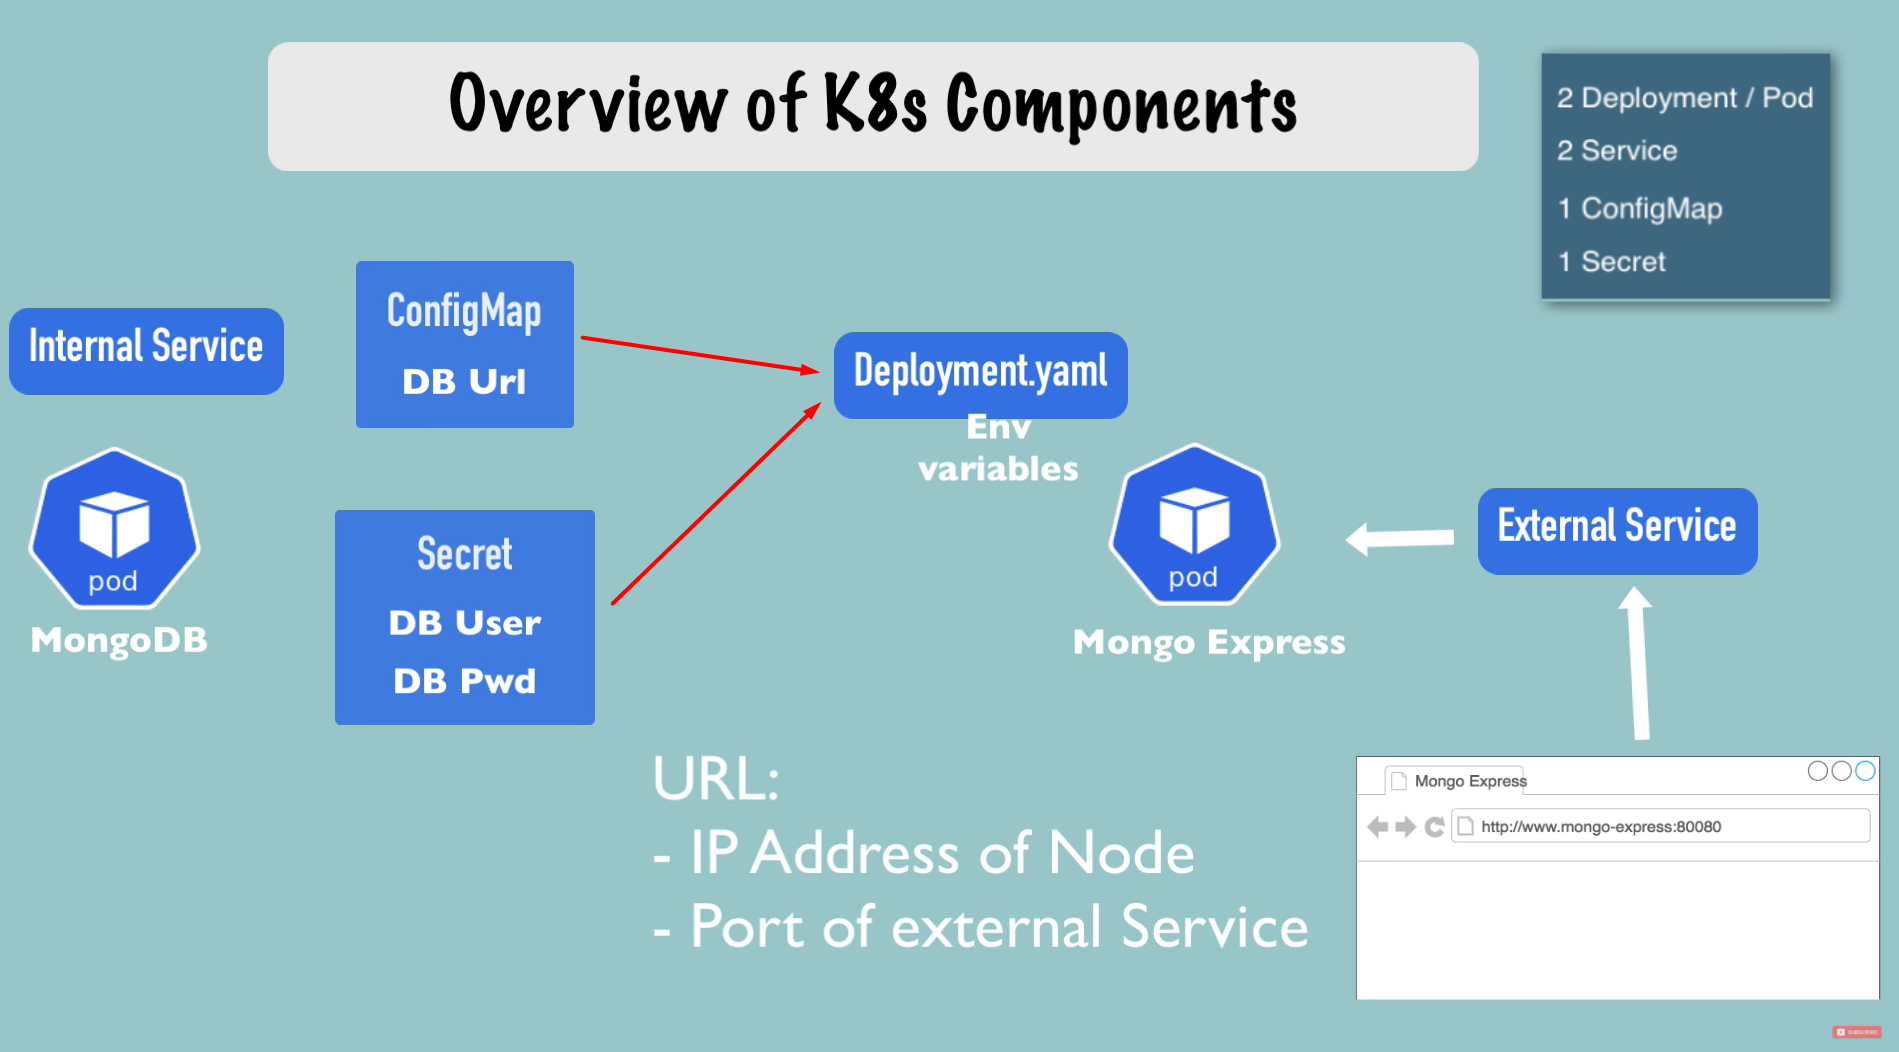 Overview of K8s Components
2 Deployment / Pod
2 Service
1 ConfigMap
1 Secret
Internal Service
ConfigMap
DB Url
Deployment.yaml
Env
variables
pod
MongoDB
Secret
DB User
DB Pwd
pod
Mongo Express
External Service
URL:
- IP Address of Node
- Port of external Service
Mongo Express
http://www.mongo-express:80080
SUBSCRIBE